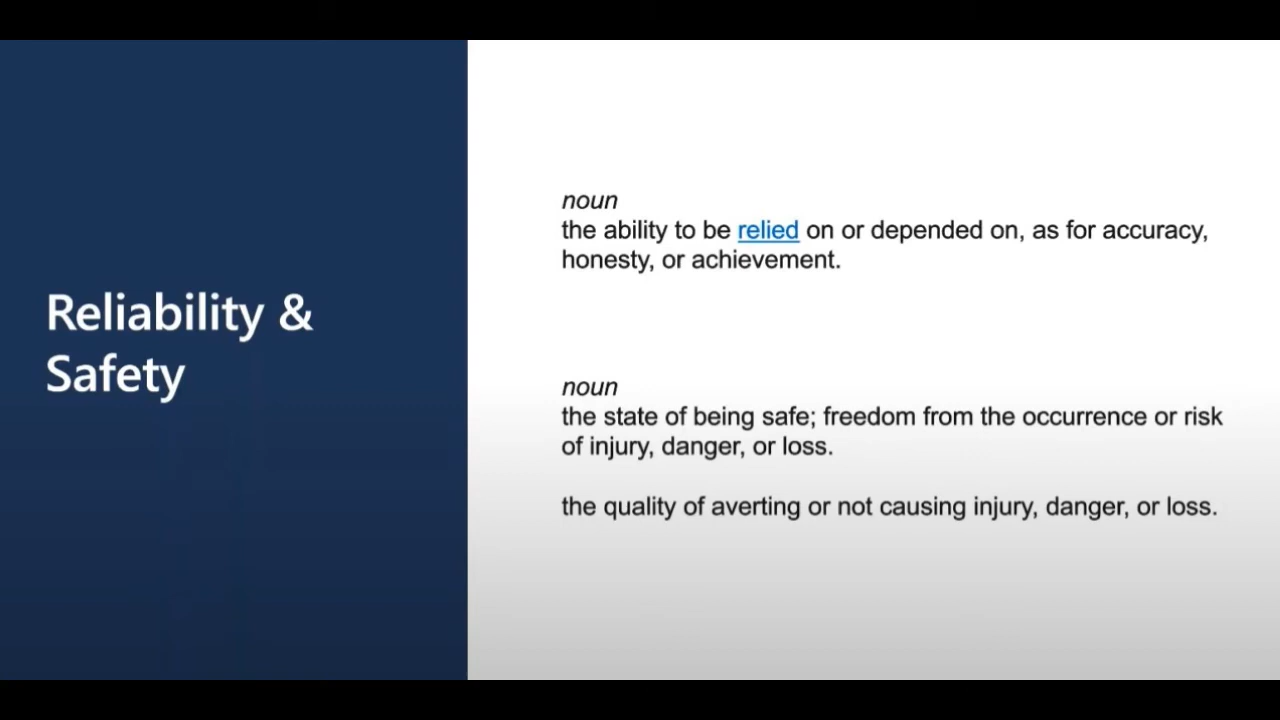 Reliability &
Safety
noun
the ability to be relied on or depended on, as for accuracy,
honesty, or achievement.
noun
the state of being safe; freedom from the occurrence or risk
of injury, danger, or loss.
the quality of averting or not causing injury, danger, or loss.